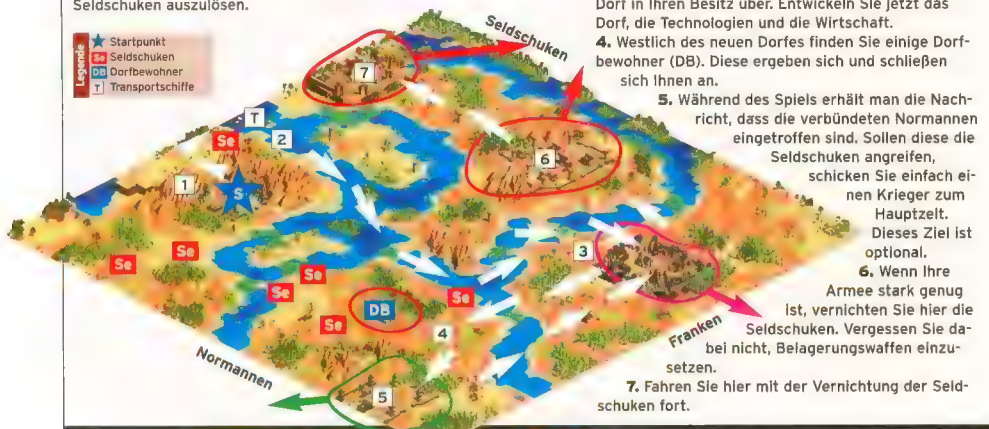 Seldschuken auszulösen.
Legende
Startpunkt
Se Seldschuken
DB Dorfbewohner
T Transportschiffe
Seldschuken
7
T
Se
2
1
S
6
3
Se
Se
Se
Se
Se
DB
Se
4
5
Normannen
Franken
Dorf in Ihren Besitz über. Entwickeln Sie jetzt das
Dorf, die Technologien und die Wirtschaft.
4. Westlich des neuen Dorfes finden Sie einige Dorf-
bewohner (DB). Diese ergeben sich und schließen
sich Ihnen an.
5. Während des Spiels erhält man die Nach-
richt, dass die verbündeten Normannen
eingetroffen sind. Sollen diese die
Seldschuken angreifen,
schicken Sie einfach ei-
nen Krieger zum
Hauptzelt.
Dieses Ziel ist
optional.
6. Wenn Ihre
Armee stark genug
ist, vernichten Sie hier die
Seldschuken. Vergessen Sie da-
bei nicht, Belagerungswaffen einzu-
setzen.
7. Fahren Sie hier mit der Vernichtung der Seld-
schuken fort.